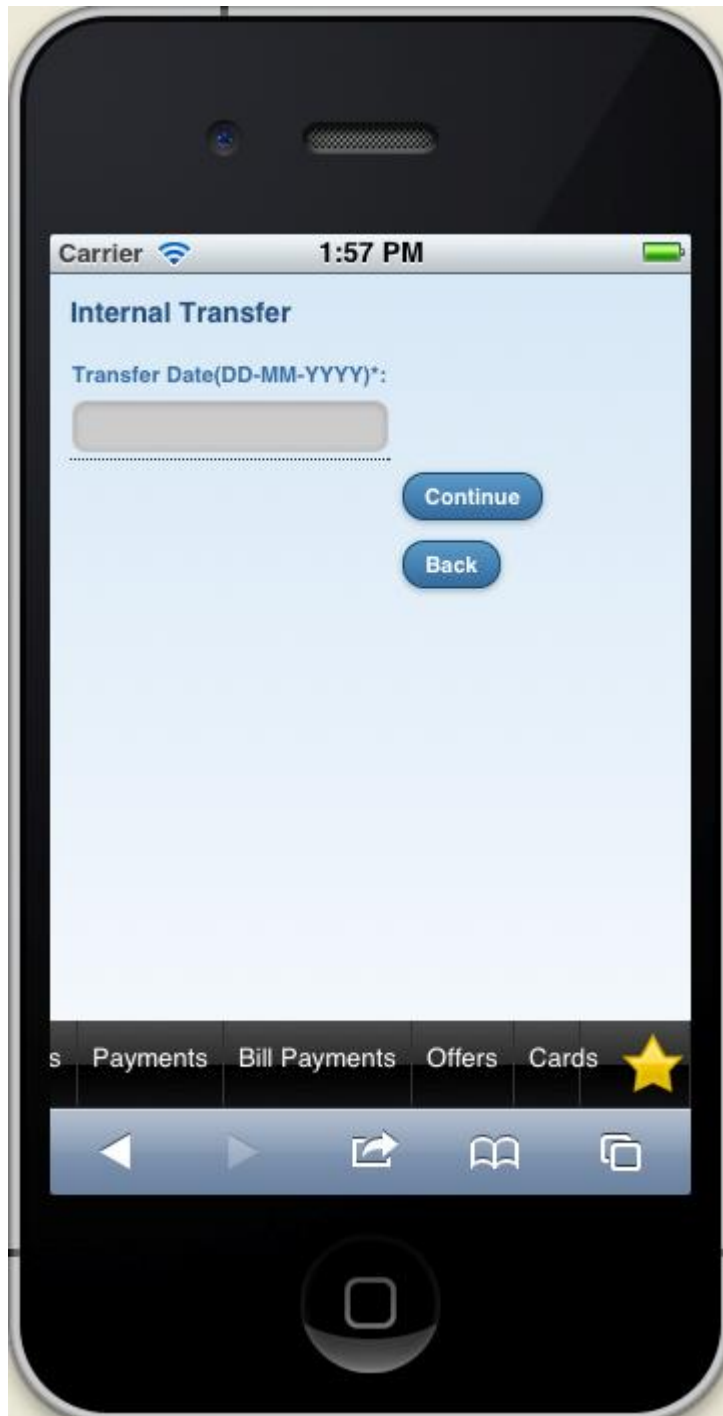 Carrier 1:57 PM
Internal Transfer
Transfer Date(DD-MM-YYYY)*:
Continue
Back
s Payments Bill Payments Offers Cards